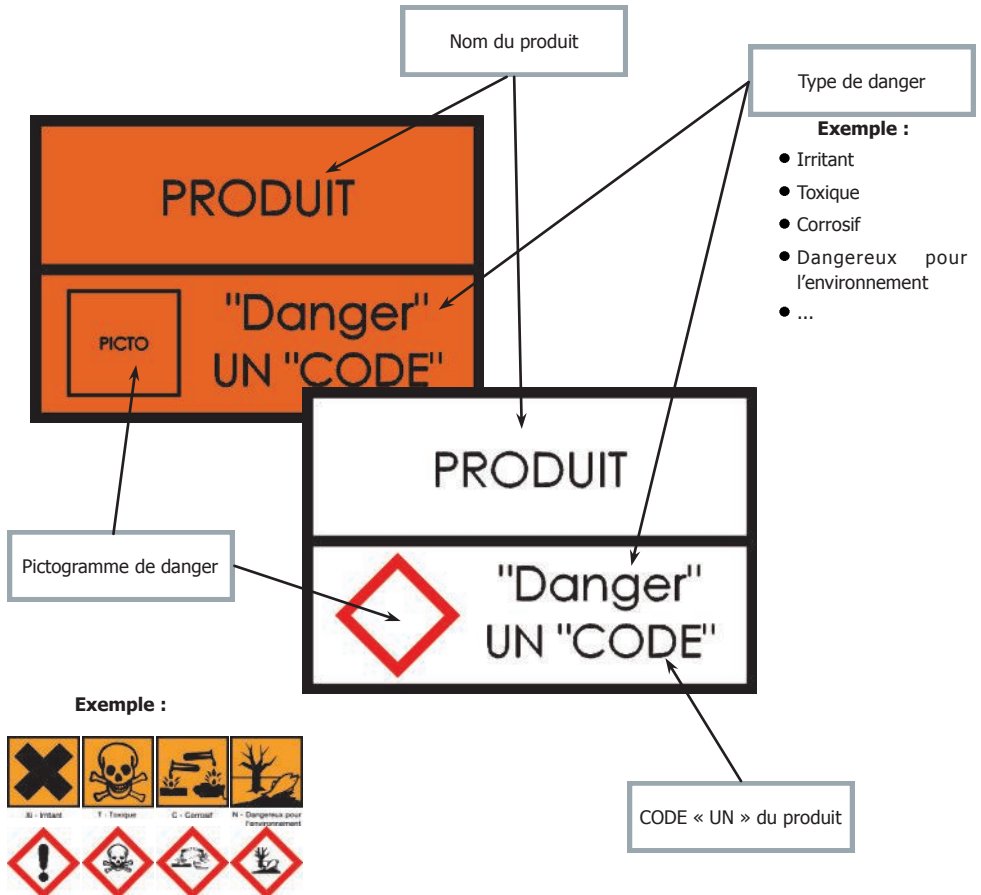 Nom du produit
Type de danger
Exemple :
● Irritant
● Toxique
● Corrosif
● Dangereux pour
l'environnement
● ...
PRODUIT
PICTO
"Danger"
UN "CODE"
PRODUIT
"Danger"
UN "CODE"
Pictogramme de danger
Exemple :
Xi - Irritant
T - Toxique
C - Corrosif
N - Dangereux pour
l'environnement
CODE « UN » du produit